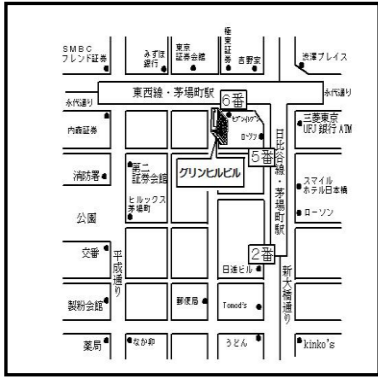 SMBC
フレンド証券
みずほ
銀行
東京
証券会館
極東証券
吉野家
渋澤プレイス
永代通り
東西線・茅場町駅
6番
永代通り
内藤証券
セブンイレブン
ローソン
三菱東京
UFJ銀行ATM
日比谷線・茅場町駅
5番
消防署
第二
証券会館
グリンヒルビル
スマイル
ホテル日本橋
ヒルックス
茅場町
公園
ローソン
交番
2番
日進ビル
平成通り
新大橋通り
製粉会館
郵便局
Tomod's
薬局
なか卯
うどん
kinko's